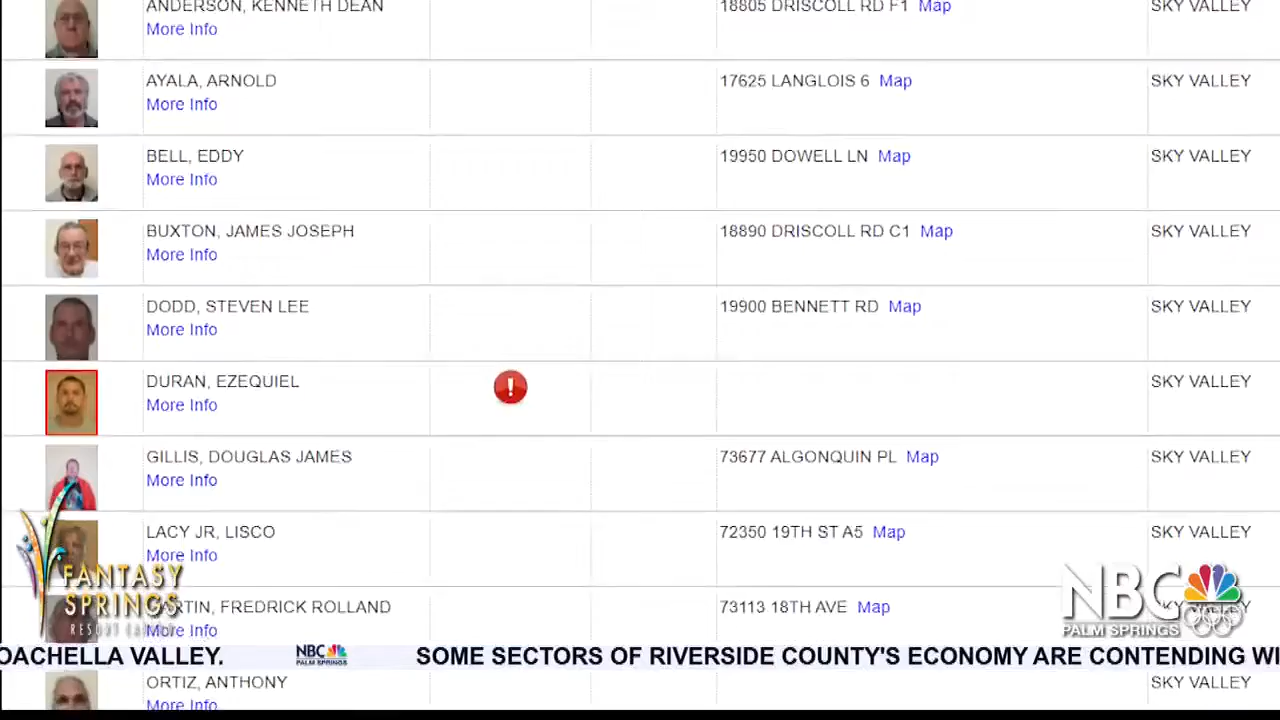 ANDERSON, KENNETH DEAN 18805 DRISCOLL RD F1 Map SKY VALLEY
More Info
AYALA, ARNOLD 17625 LANGLOIS 6 Map SKY VALLEY
More Info
BELL, EDDY 19950 DOWELL LN Map SKY VALLEY
More Info
BUXTON, JAMES JOSEPH 18890 DRISCOLL RD C1 Map SKY VALLEY
More Info
DODD, STEVEN LEE 19900 BENNETT RD Map SKY VALLEY
More Info
DURAN, EZEQUIEL ! SKY VALLEY
More Info
GILLIS, DOUGLAS JAMES 73677 ALGONQUIN PL Map SKY VALLEY
More Info
LACY JR, LISCO 72350 19TH ST A5 Map SKY VALLEY
More Info
FANTASY
SPRINGS
RESORT
ARTIN, FREDRICK ROLLAND 73113 18TH AVE Map
More Info
NBC
PALM SPRINGS
OACHELLA VALLEY. NBC PALM SPRINGS SOME SECTORS OF RIVERSIDE COUNTY'S ECONOMY ARE CONTENDING WI
ORTIZ, ANTHONY SKY VALLEY
More Info